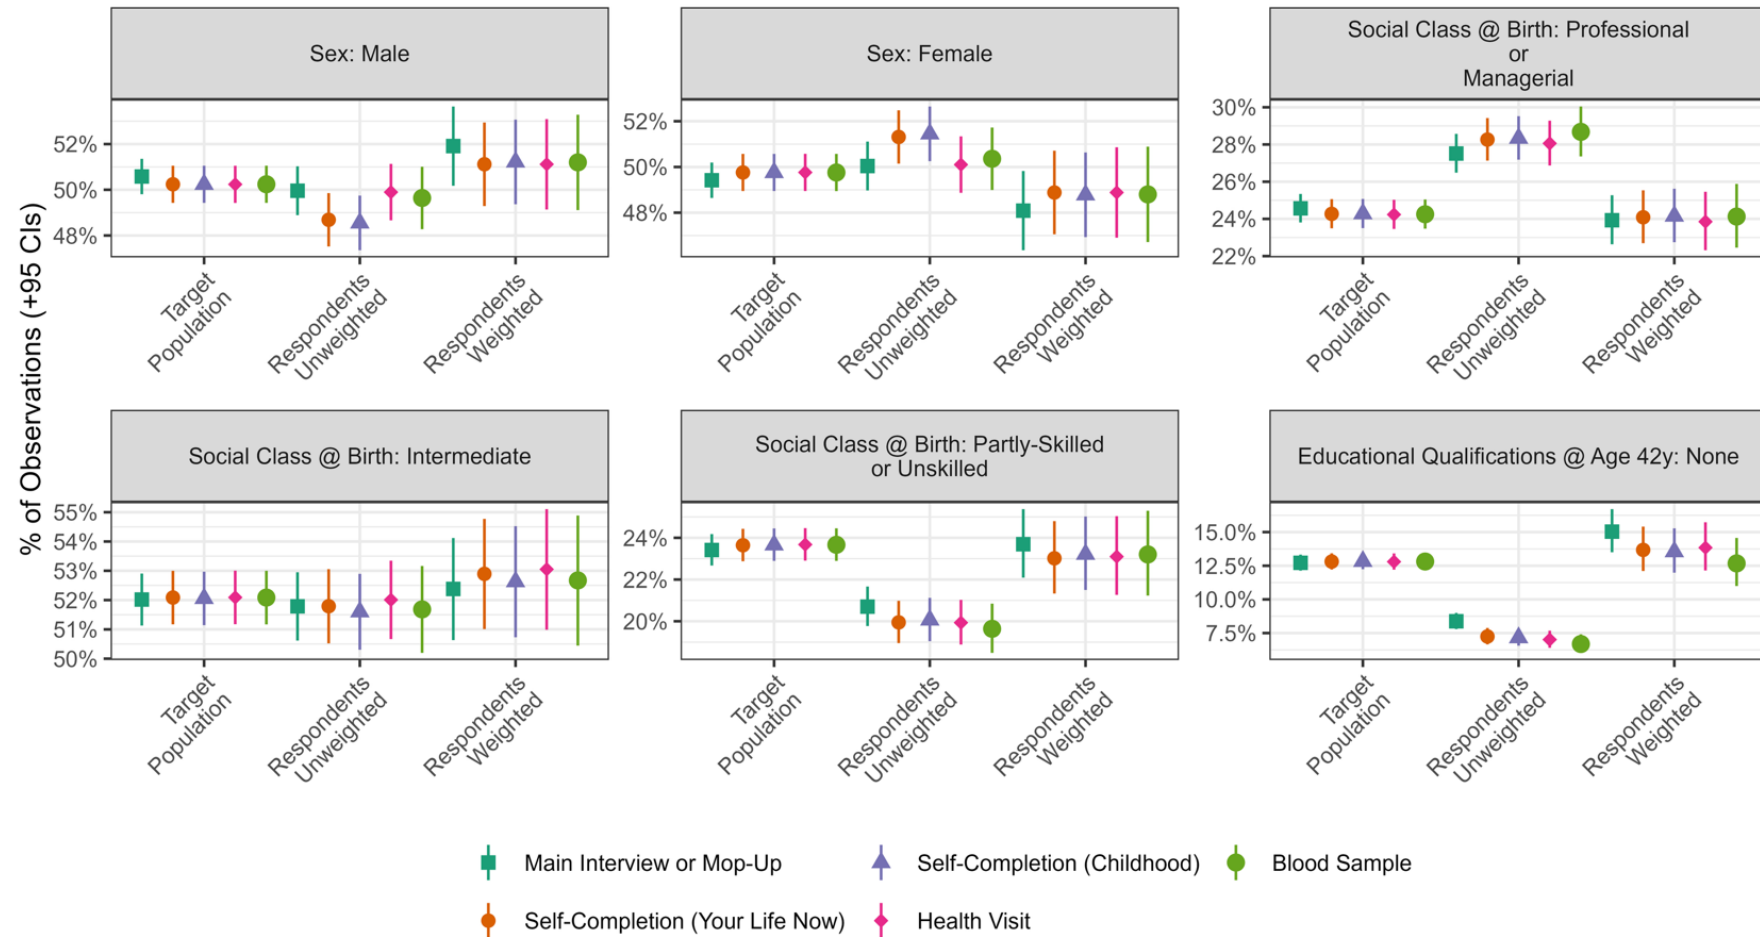 Sex: Male
Sex: Female
Social Class @ Birth: Professional
or
Managerial
% of Observations (+95 CIs)
52%
50%
48%
52%
50%
48%
30%
28%
26%
24%
22%
Target
Population
Respondents
Unweighted
Respondents
Weighted
Target
Population
Respondents
Unweighted
Respondents
Weighted
Target
Population
Respondents
Unweighted
Respondents
Weighted
Social Class @ Birth: Intermediate
Social Class @ Birth: Partly-Skilled
or Unskilled
Educational Qualifications @ Age 42y: None
55%
54%
53%
52%
51%
50%
24%
22%
20%
15.0%
12.5%
10.0%
7.5%
Target
Population
Respondents
Unweighted
Respondents
Weighted
Target
Population
Respondents
Unweighted
Respondents
Weighted
Target
Population
Respondents
Unweighted
Respondents
Weighted
Main Interview or Mop-Up
Self-Completion (Childhood)
Blood Sample
Self-Completion (Your Life Now)
Health Visit